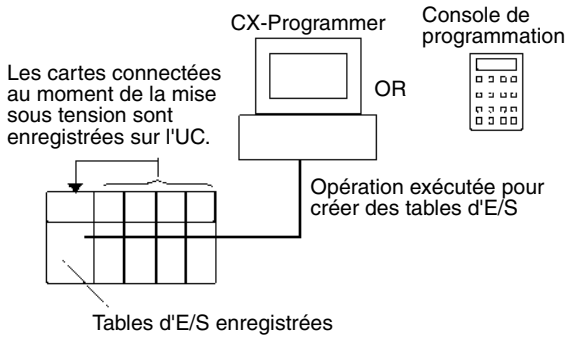 CX-Programmer
Console de
programmation
Les cartes connectées
au moment de la mise
sous tension sont
enregistrées sur l'UC.
OR
Opération exécutée pour
créer des tables d'E/S
Tables d'E/S enregistrées